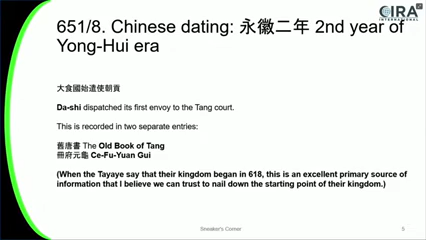 651/8. Chinese dating: 永徽二年 2nd year of
Yong-Hui era
CIRA
INTERNATIONAL
大食國始遣使朝貢
Da-shi dispatched its first envoy to the Tang court.
This is recorded in two separate entries:
舊唐書 The Old Book of Tang
冊府元龜 Ce-Fu-Yuan Gui
(When the Tayaye say that their kingdom began in 618, this is an excellent primary source of
information that I believe we can trust to nail down the starting point of their kingdom.)
Sneaker's Corner